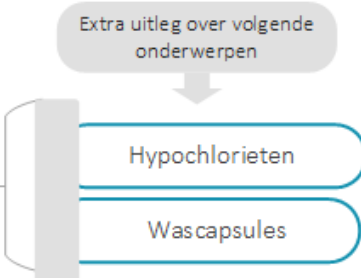 Extra uitleg over volgende
onderwerpen
Hypochlorieten
Wascapsules